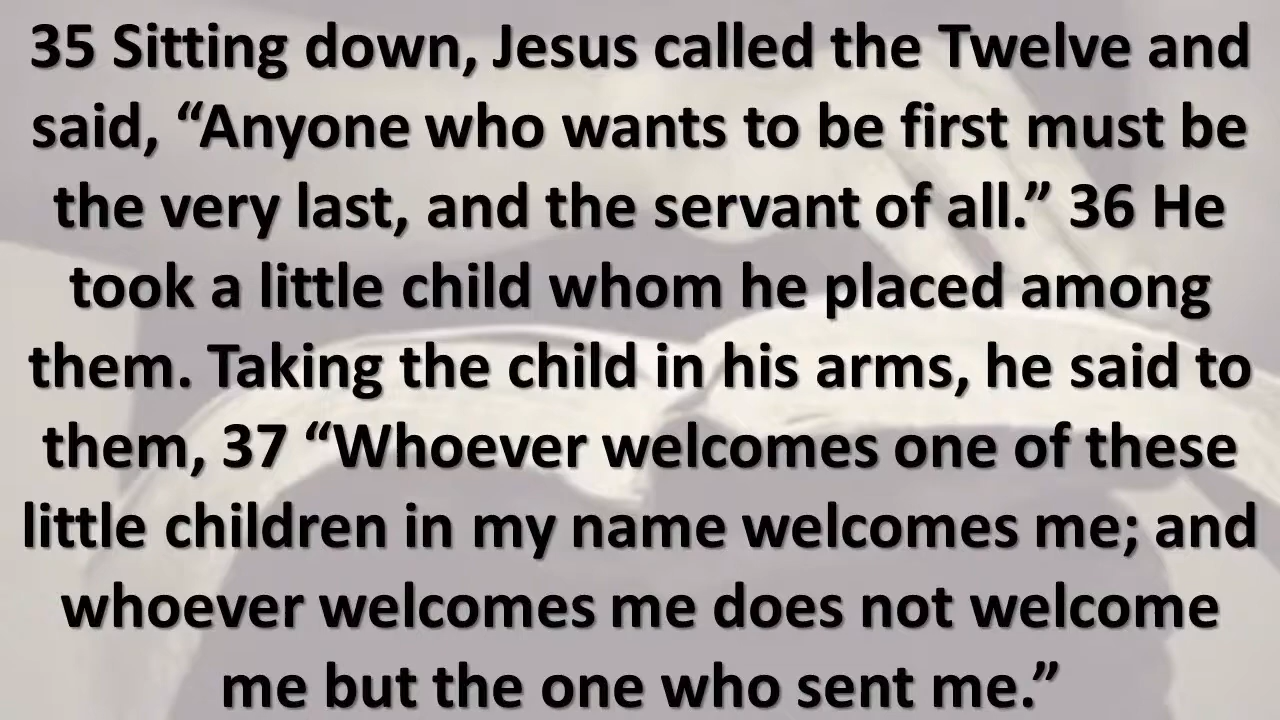 35 Sitting down, Jesus called the Twelve and
said, “Anyone who wants to be first must be
the very last, and the servant of all.” 36 He
took a little child whom he placed among
them. Taking the child in his arms, he said to
them, 37 “Whoever welcomes one of these
little children in my name welcomes me; and
whoever welcomes me does not welcome
me but the one who sent me.”